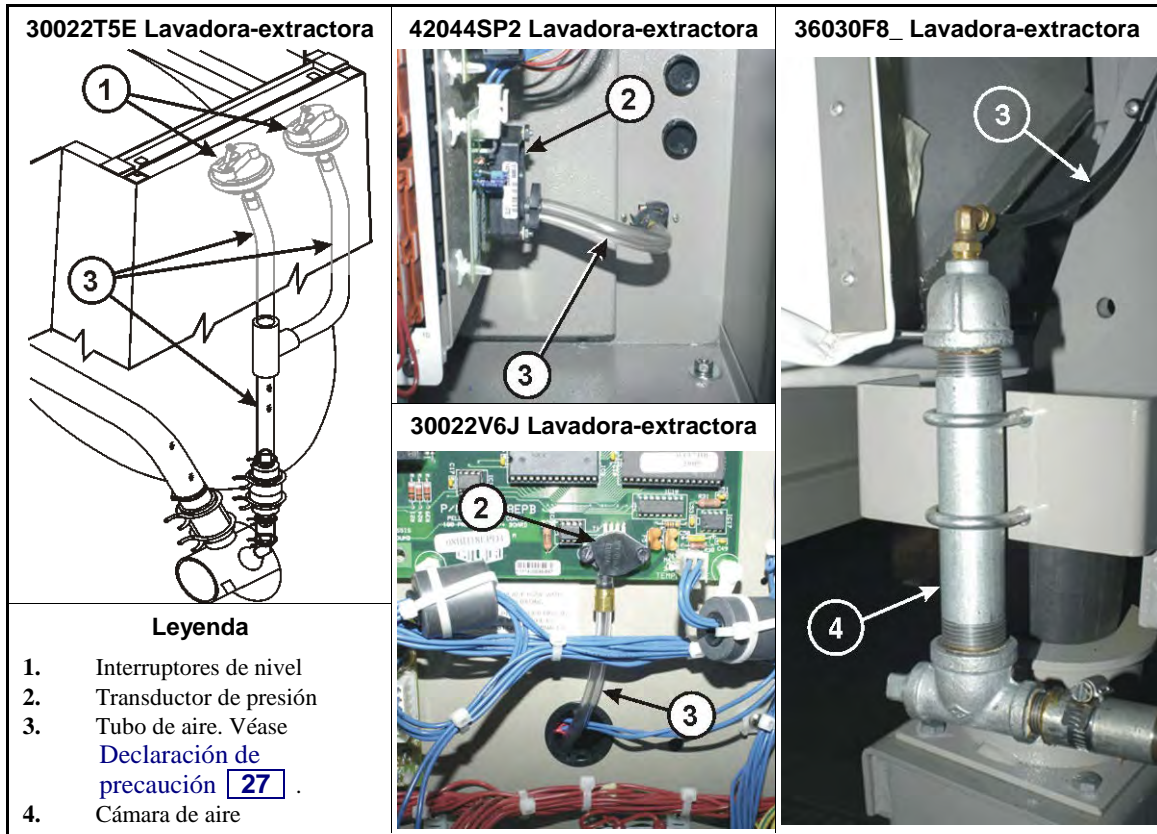 30022T5E Lavadora-extractora
1
3
Leyenda
1. Interruptores de nivel
2. Transductor de presión
3. Tubo de aire. Véase
Declaración de
precaución 27 .
4. Cámara de aire
42044SP2 Lavadora-extractora
2
3
30022V6J Lavadora-extractora
2
3
36030F8_ Lavadora-extractora
3
4